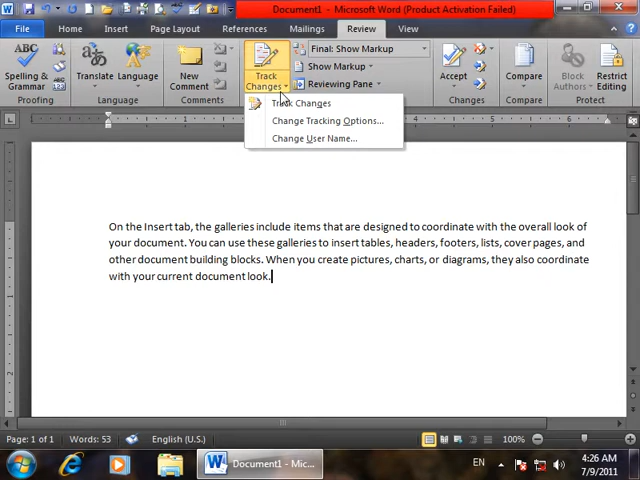 Document1 - Microsoft Word (Product Activation Failed)
File Home Insert Page Layout References Mailings Review View
Spelling & Grammar
Proofing
Translate
Language
Language
New Comment
Comments
Track Changes
Final: Show Markup
Show Markup
Reviewing Pane
Accept
Changes
Compare
Compare
Block Authors
Restrict Editing
Protect
Track Changes
Change Tracking Options...
Change User Name...
On the Insert tab, the galleries include items that are designed to coordinate with the overall look of
your document. You can use these galleries to insert tables, headers, footers, lists, cover pages, and
other document building blocks. When you create pictures, charts, or diagrams, they also coordinate
with your current document look.
Page: 1 of 1 Words: 53 English (U.S.) 100%
Document1 - Mic... EN 4:26 AM
7/9/2011